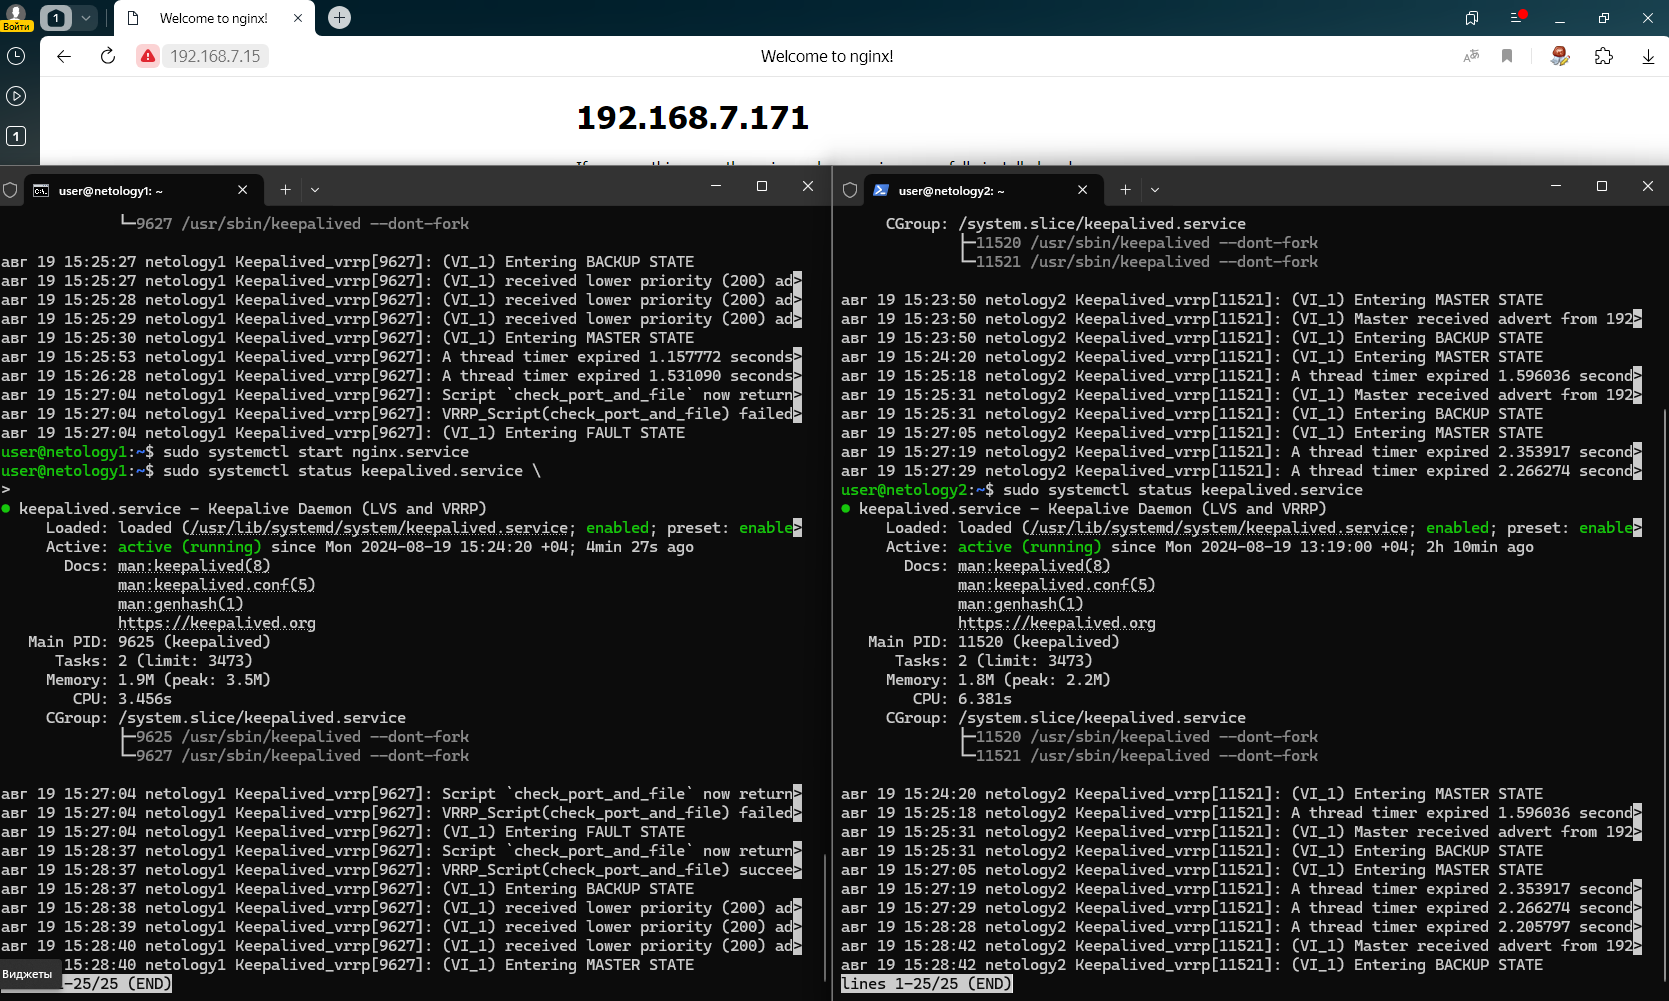 Войти
1
Welcome to nginx!
192.168.7.15
Welcome to nginx!
1
192.168.7.171
user@netology1: ~
└─9627 /usr/sbin/keepalived --dont-fork
авг 19 15:25:27 netology1 Keepalived_vrrp[9627]: (VI_1) Entering BACKUP STATE
авг 19 15:25:27 netology1 Keepalived_vrrp[9627]: (VI_1) received lower priority (200) ad>
авг 19 15:25:28 netology1 Keepalived_vrrp[9627]: (VI_1) received lower priority (200) ad>
авг 19 15:25:29 netology1 Keepalived_vrrp[9627]: (VI_1) received lower priority (200) ad>
авг 19 15:25:30 netology1 Keepalived_vrrp[9627]: (VI_1) Entering MASTER STATE
авг 19 15:25:53 netology1 Keepalived_vrrp[9627]: A thread timer expired 1.157772 seconds>
авг 19 15:26:28 netology1 Keepalived_vrrp[9627]: A thread timer expired 1.531090 seconds>
авг 19 15:27:04 netology1 Keepalived_vrrp[9627]: Script `check_port_and_file` now return>
авг 19 15:27:04 netology1 Keepalived_vrrp[9627]: VRRP_Script(check_port_and_file) failed>
авг 19 15:27:04 netology1 Keepalived_vrrp[9627]: (VI_1) Entering FAULT STATE
user@netology1:~$ sudo systemctl start nginx.service
user@netology1:~$ sudo systemctl status keepalived.service \
>
● keepalived.service - Keepalive Daemon (LVS and VRRP)
Loaded: loaded (/usr/lib/systemd/system/keepalived.service; enabled; preset: enable>
Active: active (running) since Mon 2024-08-19 15:24:20 +04; 4min 27s ago
Docs: man:keepalived(8)
man:keepalived.conf(5)
man:genhash(1)
https://keepalived.org
Main PID: 9625 (keepalived)
Tasks: 2 (limit: 3473)
Memory: 1.9M (peak: 3.5M)
CPU: 3.456s
CGroup: /system.slice/keepalived.service
├─9625 /usr/sbin/keepalived --dont-fork
└─9627 /usr/sbin/keepalived --dont-fork
авг 19 15:27:04 netology1 Keepalived_vrrp[9627]: Script `check_port_and_file` now return>
авг 19 15:27:04 netology1 Keepalived_vrrp[9627]: VRRP_Script(check_port_and_file) failed>
авг 19 15:27:04 netology1 Keepalived_vrrp[9627]: (VI_1) Entering FAULT STATE
авг 19 15:28:37 netology1 Keepalived_vrrp[9627]: Script `check_port_and_file` now return>
авг 19 15:28:37 netology1 Keepalived_vrrp[9627]: VRRP_Script(check_port_and_file) succee>
авг 19 15:28:37 netology1 Keepalived_vrrp[9627]: (VI_1) Entering BACKUP STATE
авг 19 15:28:38 netology1 Keepalived_vrrp[9627]: (VI_1) received lower priority (200) ad>
авг 19 15:28:39 netology1 Keepalived_vrrp[9627]: (VI_1) received lower priority (200) ad>
авг 19 15:28:40 netology1 Keepalived_vrrp[9627]: (VI_1) received lower priority (200) ad>
15:28:40 netology1 Keepalived_vrrp[9627]: (VI_1) Entering MASTER STATE
Виджеты
1-25/25 (END)
user@netology2: ~
CGroup: /system.slice/keepalived.service
├─11520 /usr/sbin/keepalived --dont-fork
└─11521 /usr/sbin/keepalived --dont-fork
авг 19 15:23:50 netology2 Keepalived_vrrp[11521]: (VI_1) Entering MASTER STATE
авг 19 15:23:50 netology2 Keepalived_vrrp[11521]: (VI_1) Master received advert from 192>
авг 19 15:23:50 netology2 Keepalived_vrrp[11521]: (VI_1) Entering BACKUP STATE
авг 19 15:24:20 netology2 Keepalived_vrrp[11521]: (VI_1) Entering MASTER STATE
авг 19 15:25:18 netology2 Keepalived_vrrp[11521]: A thread timer expired 1.596036 second>
авг 19 15:25:31 netology2 Keepalived_vrrp[11521]: (VI_1) Master received advert from 192>
авг 19 15:25:31 netology2 Keepalived_vrrp[11521]: (VI_1) Entering BACKUP STATE
авг 19 15:27:05 netology2 Keepalived_vrrp[11521]: (VI_1) Entering MASTER STATE
авг 19 15:27:19 netology2 Keepalived_vrrp[11521]: A thread timer expired 2.353917 second>
авг 19 15:27:29 netology2 Keepalived_vrrp[11521]: A thread timer expired 2.266274 second>
user@netology2:~$ sudo systemctl status keepalived.service
● keepalived.service - Keepalive Daemon (LVS and VRRP)
Loaded: loaded (/usr/lib/systemd/system/keepalived.service; enabled; preset: enable>
Active: active (running) since Mon 2024-08-19 13:19:00 +04; 2h 10min ago
Docs: man:keepalived(8)
man:keepalived.conf(5)
man:genhash(1)
https://keepalived.org
Main PID: 11520 (keepalived)
Tasks: 2 (limit: 3473)
Memory: 1.8M (peak: 2.2M)
CPU: 6.381s
CGroup: /system.slice/keepalived.service
├─11520 /usr/sbin/keepalived --dont-fork
└─11521 /usr/sbin/keepalived --dont-fork
авг 19 15:24:20 netology2 Keepalived_vrrp[11521]: (VI_1) Entering MASTER STATE
авг 19 15:25:18 netology2 Keepalived_vrrp[11521]: A thread timer expired 1.596036 second>
авг 19 15:25:31 netology2 Keepalived_vrrp[11521]: (VI_1) Master received advert from 192>
авг 19 15:25:31 netology2 Keepalived_vrrp[11521]: (VI_1) Entering BACKUP STATE
авг 19 15:27:05 netology2 Keepalived_vrrp[11521]: (VI_1) Entering MASTER STATE
авг 19 15:27:19 netology2 Keepalived_vrrp[11521]: A thread timer expired 2.353917 second>
авг 19 15:27:29 netology2 Keepalived_vrrp[11521]: A thread timer expired 2.266274 second>
авг 19 15:28:28 netology2 Keepalived_vrrp[11521]: A thread timer expired 2.205797 second>
авг 19 15:28:42 netology2 Keepalived_vrrp[11521]: (VI_1) Master received advert from 192>
авг 19 15:28:42 netology2 Keepalived_vrrp[11521]: (VI_1) Entering BACKUP STATE
lines 1-25/25 (END)